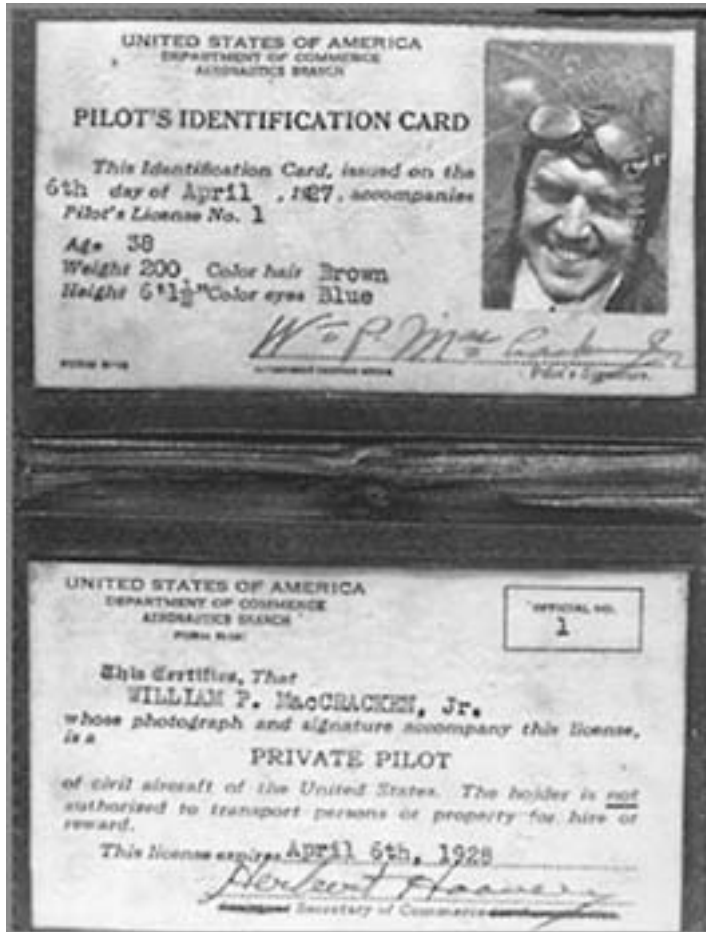 UNITED STATES OF AMERICA
DEPARTMENT OF COMMERCE
AERONAUTICS BRANCH
PILOT'S IDENTIFICATION CARD
This Identification Card, issued on the
6th day of April , 1927, accompanies
Pilot's License No. 1
Age 38
Weight 200 Color hair Brown
Height 6'1½" Color eyes Blue
Wm P. MacCracken Jr
Pilot's Signature.
UNITED STATES OF AMERICA
DEPARTMENT OF COMMERCE
AERONAUTICS BRANCH
OFFICIAL NO.
1
This Certifies, That
WILLIAM P. MacCRACKEN, Jr.
whose photograph and signature accompany this license,
is a
PRIVATE PILOT
of civil aircraft of the United States. The holder is not
authorized to transport persons or property for hire or
reward.
This license expires April 6th, 1928
Herbert Hoover
Secretary of Commerce